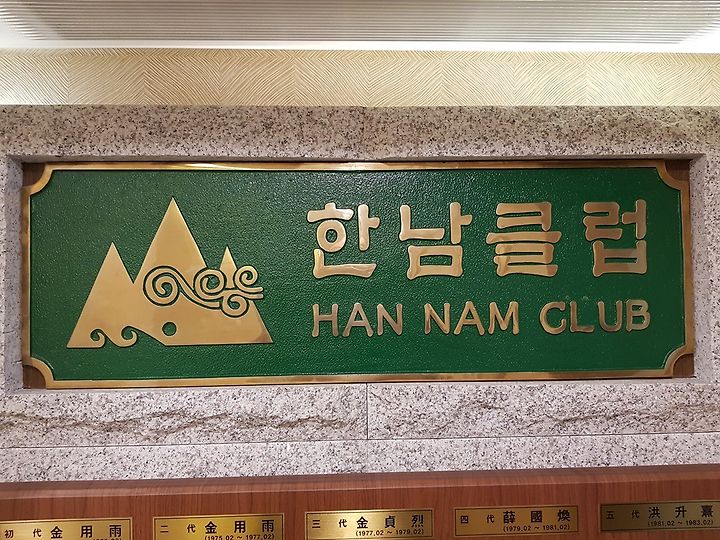 한남클럽
HAN NAM CLUB
初 代 金用雨
二 代 金用雨
(1975.02 ~ 1977.02)
三 代 金貞烈
(1977.02 ~ 1979.02)
四 代 薛國煥
(1979.02 ~ 1981.02)
五 代 洪升熹
(1981.02 ~ 1983.02)